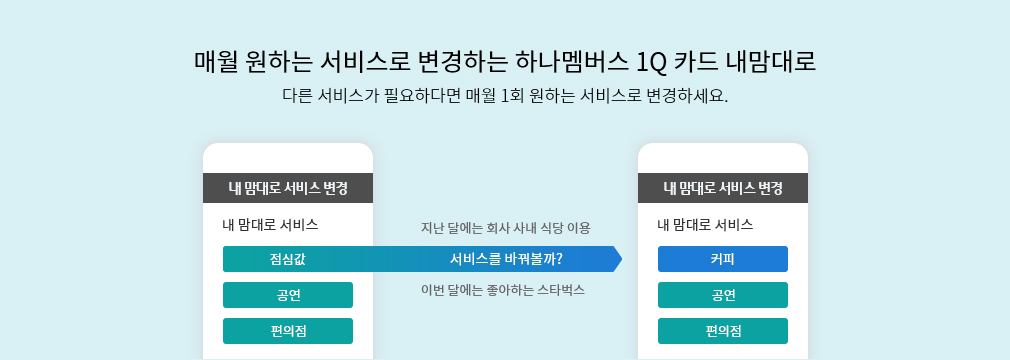 매월 원하는 서비스로 변경하는 하나멤버스 1Q 카드 내맘대로
다른 서비스가 필요하다면 매월 1회 원하는 서비스로 변경하세요.
내 맘대로 서비스 변경
내 맘대로 서비스
점심값
공연
편의점
지난 달에는 회사 사내 식당 이용
서비스를 바꿔볼까?
이번 달에는 좋아하는 스타벅스
내 맘대로 서비스 변경
내 맘대로 서비스
커피
공연
편의점